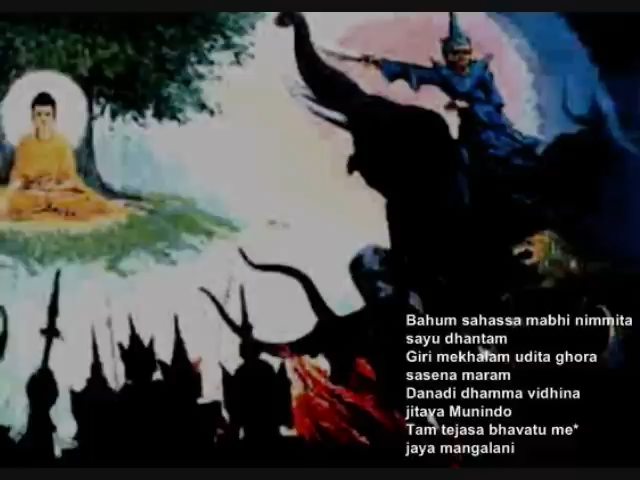 Bahum sahassa mabhi nimmita
sayu dhantam
Giri mekhalam udita ghora
sasena maram
Danadi dhamma vidhina
jitava Munindo
Tam tejasa bhavatu me*
jaya mangalani